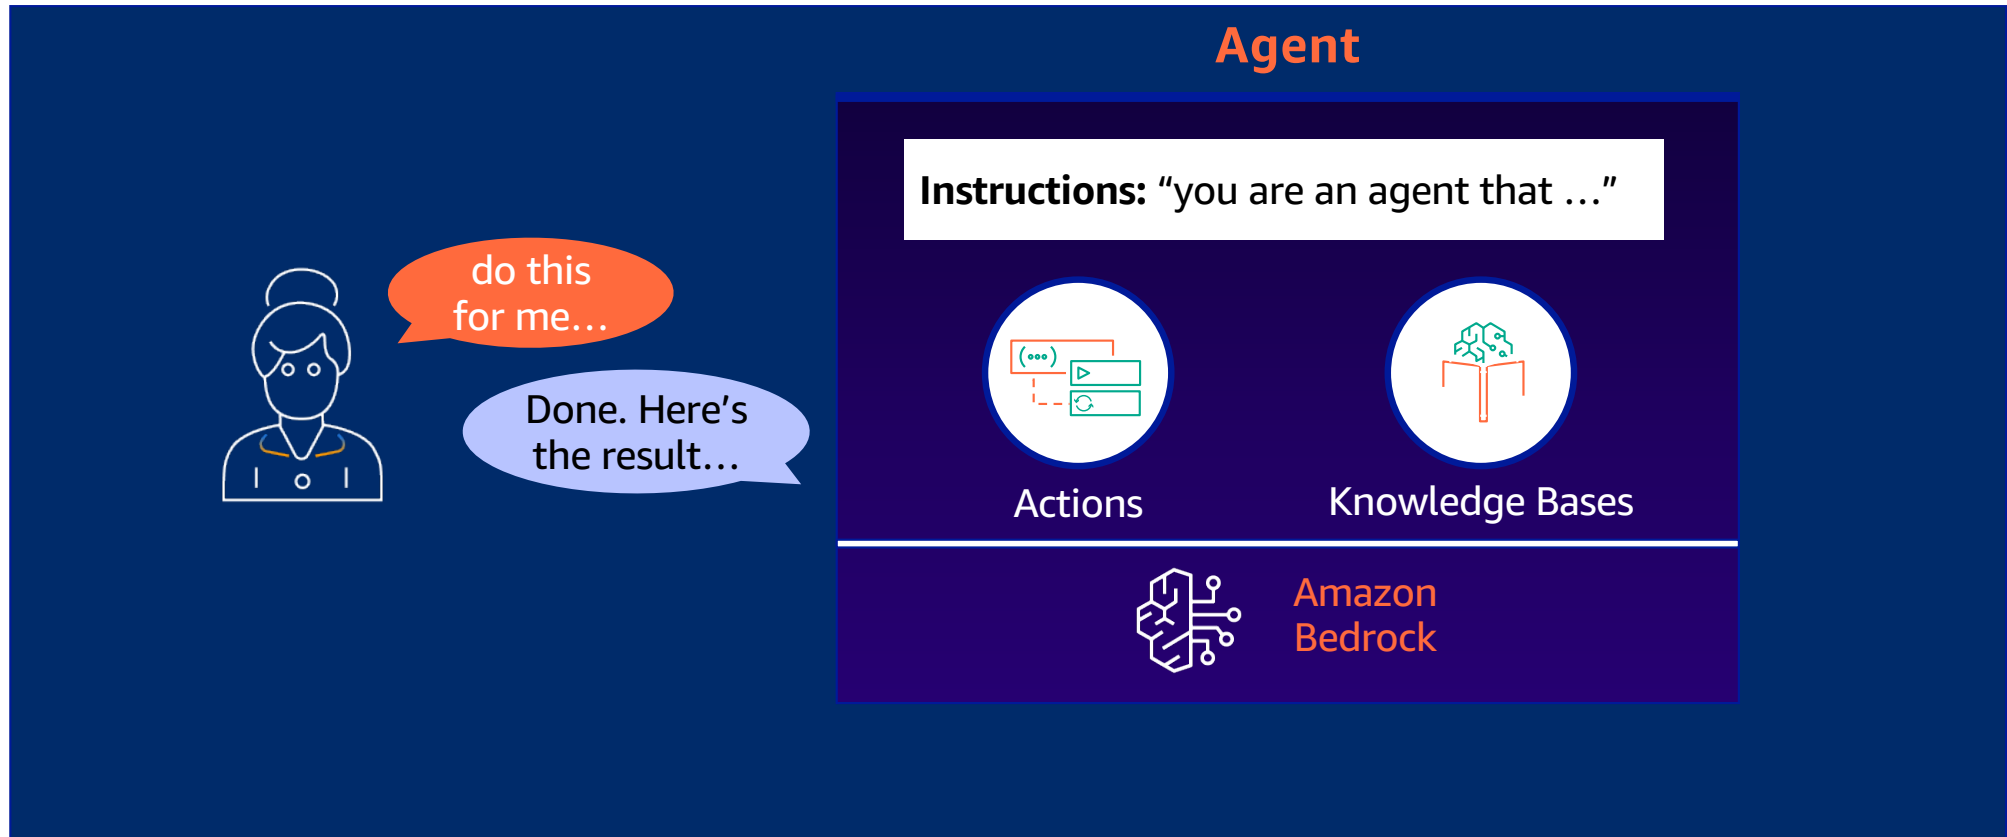 Agent
Instructions: “you are an agent that …”
do this
for me…
Done. Here’s
the result…
Actions
Knowledge Bases
Amazon
Bedrock